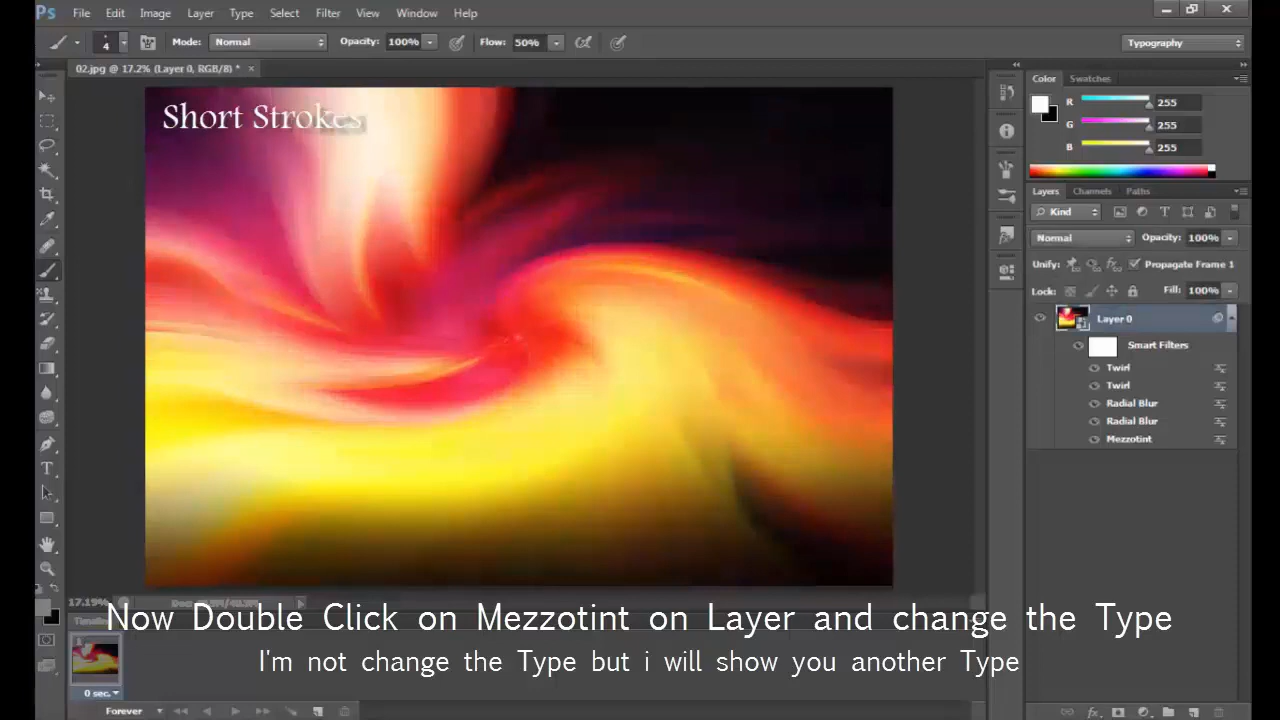 Ps File Edit Image Layer Type Select Filter View Window Help
4 Mode: Normal Opacity: 100% Flow: 50% Typography
02.jpg @ 17.2% (Layer 0, RGB/8) * ×
Color Swatches
R 255
G 255
B 255
Short Strokes
Layers Channels Paths
Kind
Normal Opacity: 100%
Unify: Propagate Frame 1
Lock: Fill: 100%
Layer 0
Smart Filters
Twirl
Twirl
Radial Blur
Radial Blur
Mezzotint
17.19%
Now Double Click on Mezzotint on Layer and change the Type
I'm not change the Type but i will show you another Type
0 sec.
Forever